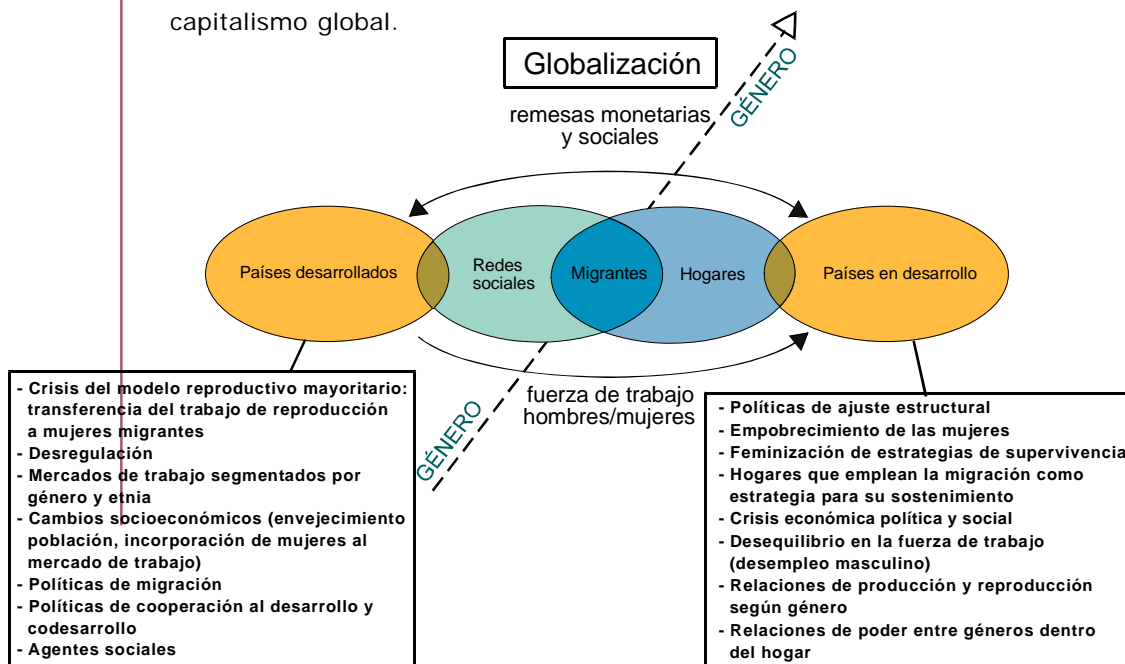 capitalismo global.
Globalización
GÉNERO
remesas monetarias
y sociales
Países desarrollados
Redes
sociales
Migrantes
Hogares
Países en desarrollo
fuerza de trabajo
hombres/mujeres
GÉNERO
- Crisis del modelo reproductivo mayoritario:
transferencia del trabajo de reproducción
a mujeres migrantes
- Desregulación
- Mercados de trabajo segmentados por
género y etnia
- Cambios socioeconómicos (envejecimiento
población, incorporación de mujeres al
mercado de trabajo)
- Políticas de migración
- Políticas de cooperación al desarrollo y
codesarrollo
- Agentes sociales
- Políticas de ajuste estructural
- Empobrecimiento de las mujeres
- Feminización de estrategias de supervivencia
- Hogares que emplean la migración como
estrategia para su sostenimiento
- Crisis económica política y social
- Desequilibrio en la fuerza de trabajo
(desempleo masculino)
- Relaciones de producción y reproducción
según género
- Relaciones de poder entre géneros dentro
del hogar